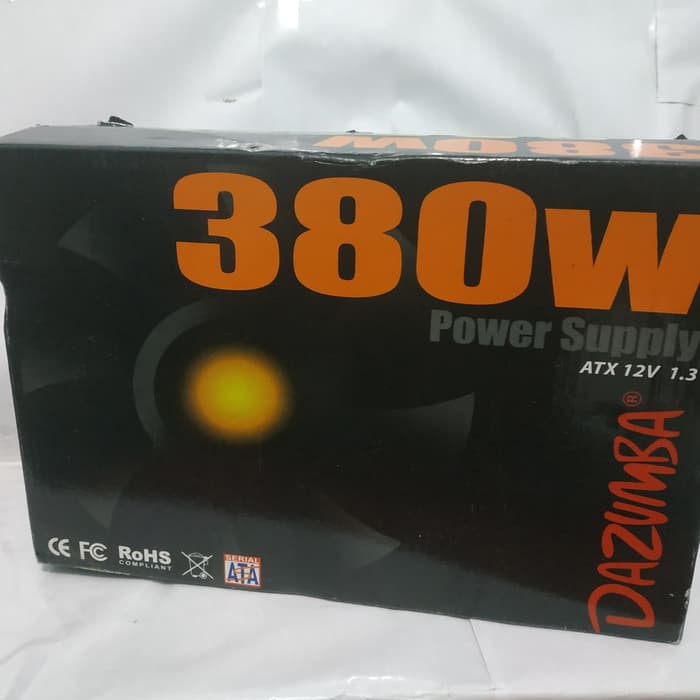 380W
380W
Power Supply
ATX 12V 1.3
DAZUMBA®
CE FC RoHS
COMPLIANT
SERIAL
ATA